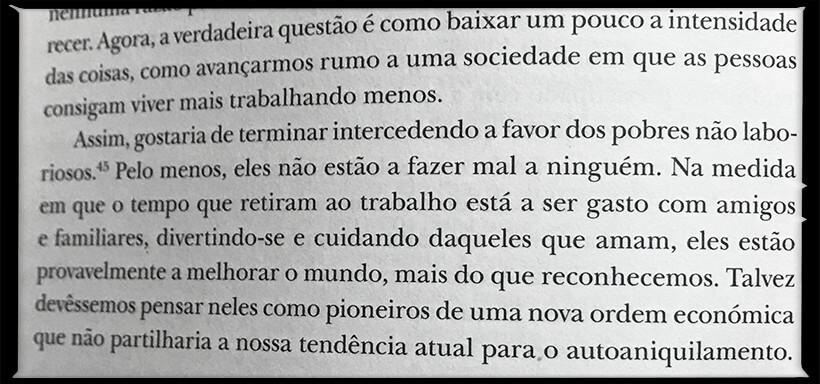 nenhuma
recer. Agora, a verdadeira questão é como baixar um pouco a intensidade
das coisas, como avançarmos rumo a uma sociedade em que as pessoas
consigam viver mais trabalhando menos.
Assim, gostaria de terminar intercedendo a favor dos pobres não labo-
riosos.⁴⁵ Pelo menos, eles não estão a fazer mal a ninguém. Na medida
em que o tempo que retiram ao trabalho está a ser gasto com amigos
e familiares, divertindo-se e cuidando daqueles que amam, eles estão
provavelmente a melhorar o mundo, mais do que reconhecemos. Talvez
devêssemos pensar neles como pioneiros de uma nova ordem económica
que não partilharia a nossa tendência atual para o autoaniquilamento.